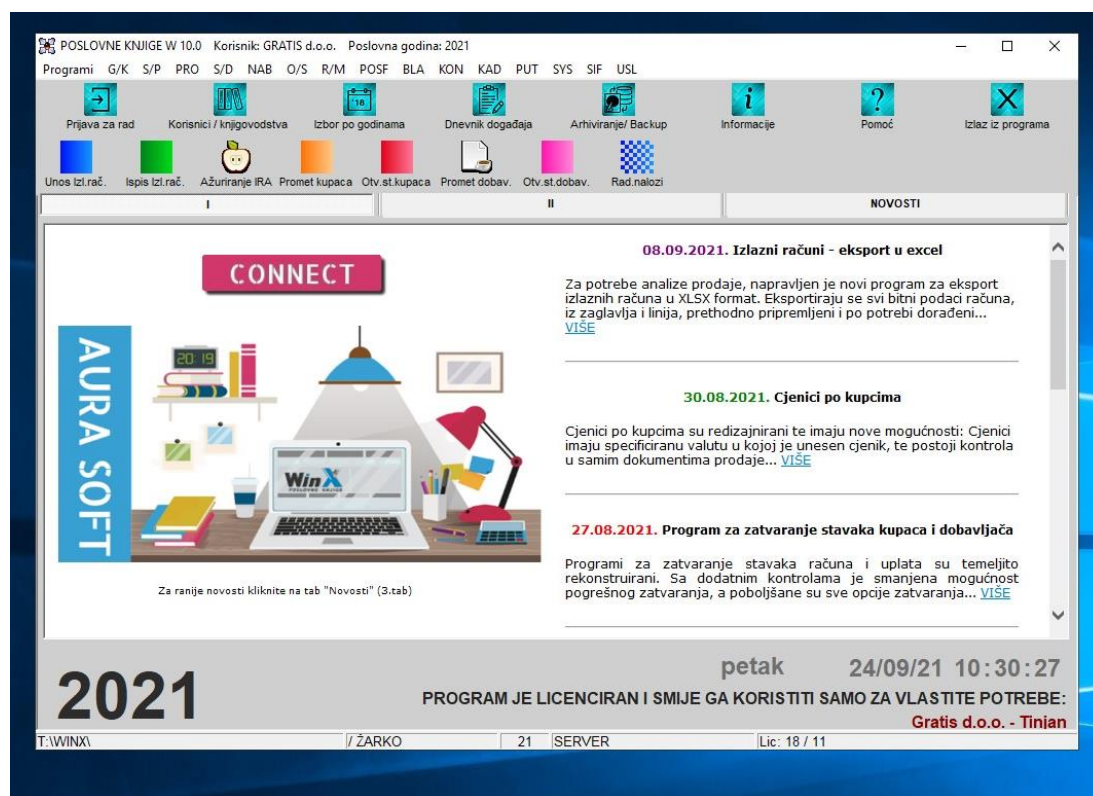 POSLOVNE KNJIGE W 10.0 Korisnik: GRATIS d.o.o. Poslovna godina: 2021
Programi G/K S/P PRO S/D NAB O/S R/M POSF BLA KON KAD PUT SYS SIF USL
Prijava za rad Korisnici / knjigovodstva Izbor po godinama Dnevnik događaja Arhiviranje/ Backup Informacije Pomoć Izlaz iz programa
Unos Izl.rač. Ispis Izl.rač. Ažuriranje IRA Promet kupaca Otv.st.kupaca Promet dobav. Otv.st.dobav. Rad.nalozi
I II NOVOSTI
CONNECT
AURA SOFT
20 19
WinX
POSLOVNE KNJIGE
Za ranije novosti kliknite na tab "Novosti" (3.tab)
08.09.2021. Izlazni računi - eksport u excel
Za potrebe analize prodaje, napravljen je novi program za eksport
izlaznih računa u XLSX format. Eksportiraju se svi bitni podaci računa,
iz zaglavlja i linija, prethodno pripremljeni i po potrebi dorađeni...
VIŠE
30.08.2021. Cjenici po kupcima
Cjenici po kupcima su redizajnirani te imaju nove mogućnosti: Cjenici
imaju specificiranu valutu u kojoj je unesen cjenik, te postoji kontrola
u samim dokumentima prodaje... VIŠE
27.08.2021. Program za zatvaranje stavaka kupaca i dobavljača
Programi za zatvaranje stavaka računa i uplata su temeljito
rekonstruirani. Sa dodatnim kontrolama je smanjena mogućnost
pogrešnog zatvaranja, a poboljšane su sve opcije zatvaranja... VIŠE
2021
petak 24/09/21 10:30:27
PROGRAM JE LICENCIRAN I SMIJE GA KORISTITI SAMO ZA VLASTITE POTREBE:
Gratis d.o.o. - Tinjan
T:\WINX\ / ŽARKO 21 SERVER Lic: 18 / 11